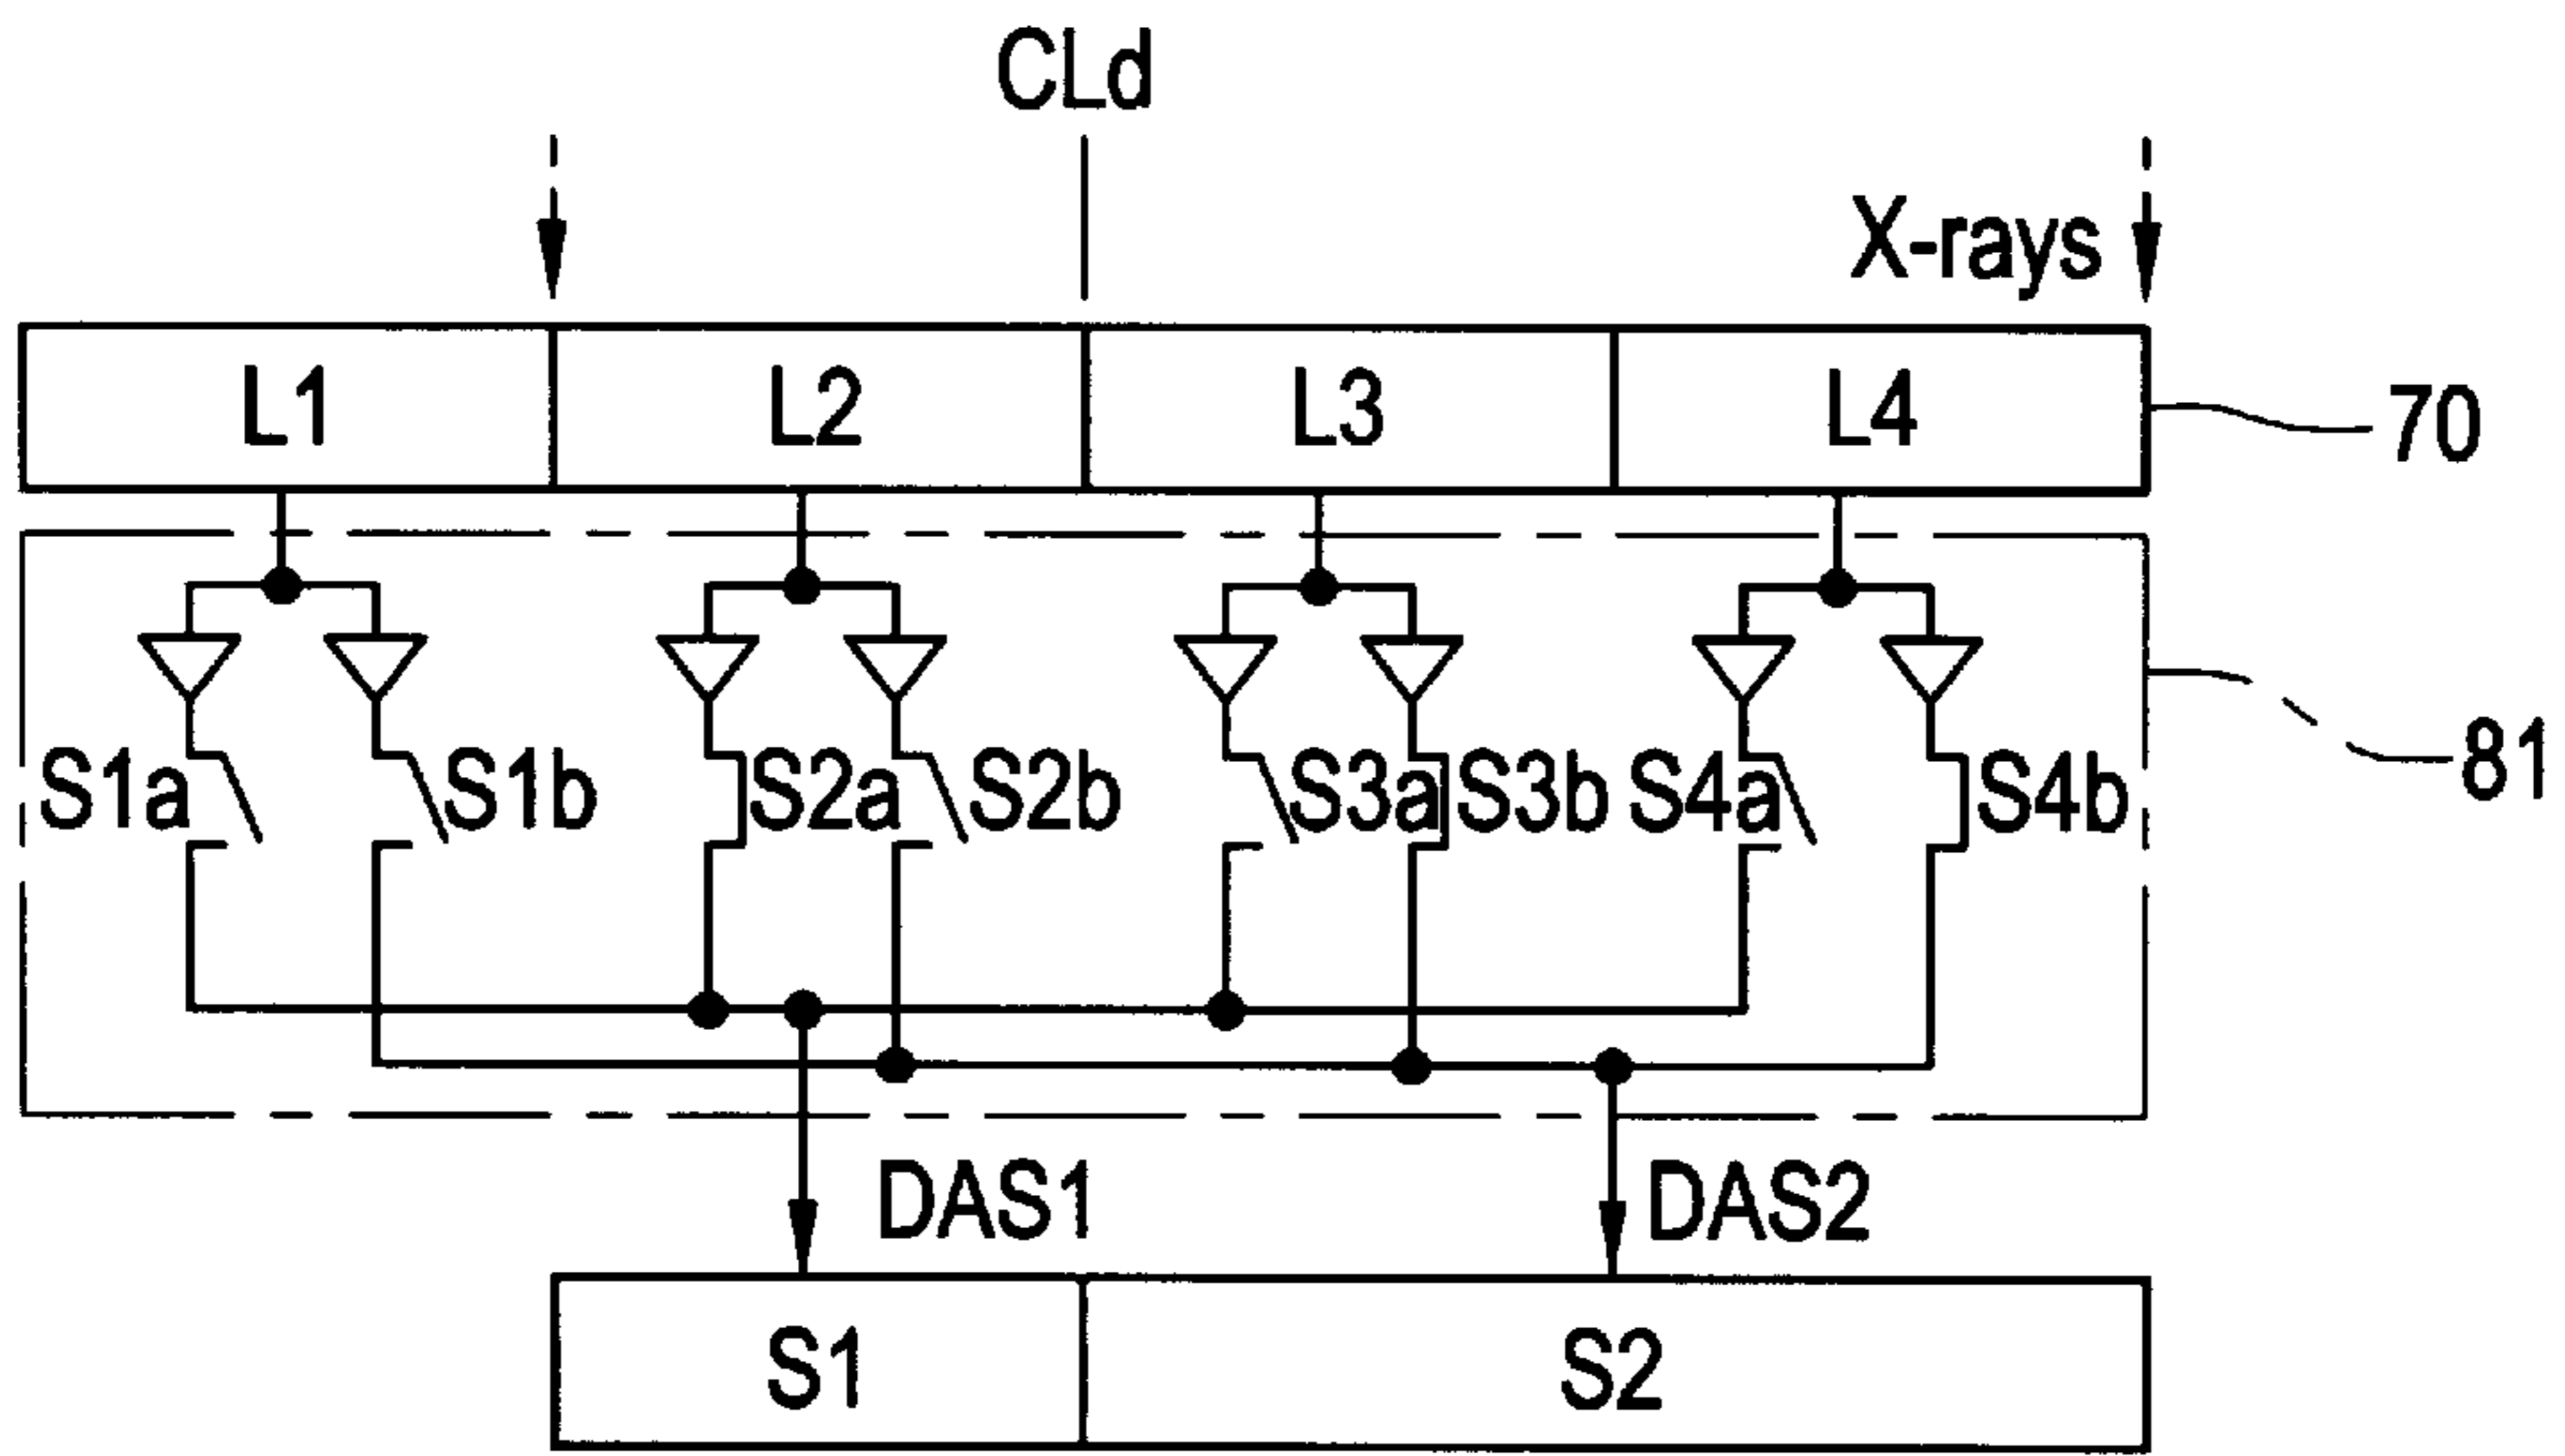 CLd
X-rays
L1 L2 L3 L4 70
S1a S1b S2a S2b S3a S3b S4a S4b 81
DAS1 DAS2
S1 S2